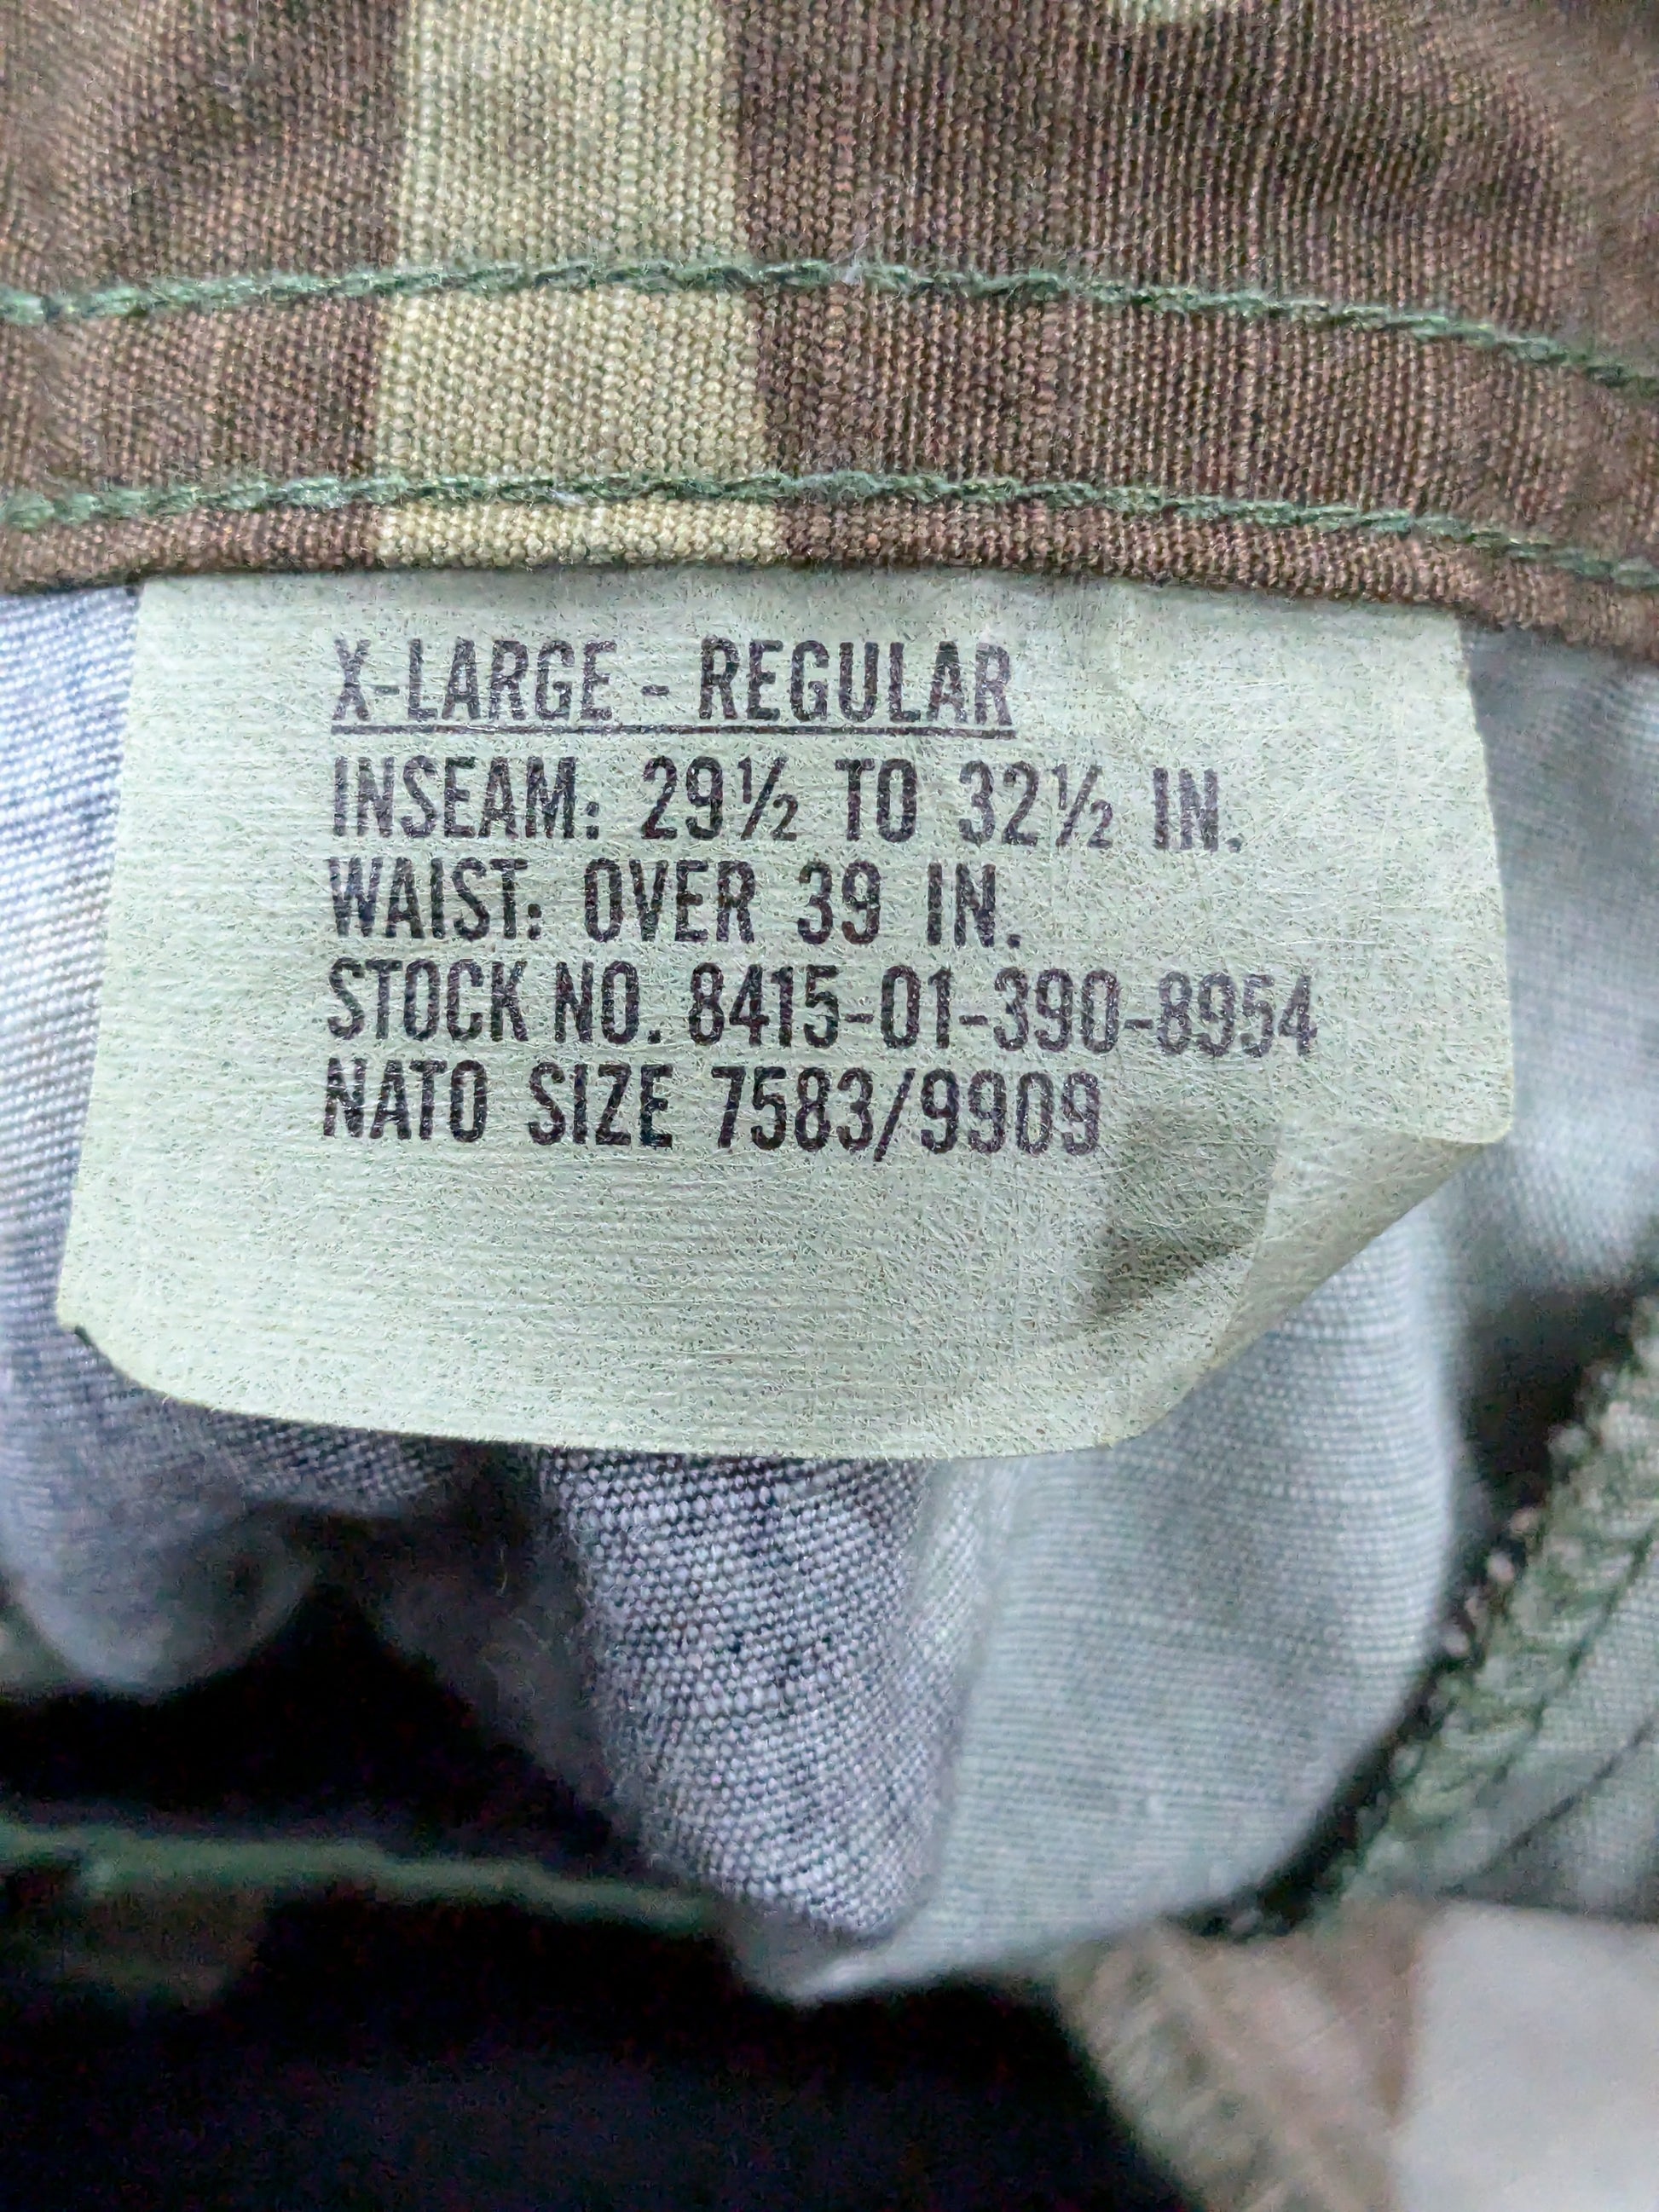 X-LARGE - REGULAR
INSEAM: 29½ TO 32½ IN.
WAIST: OVER 39 IN.
STOCK NO. 8415-01-390-8954
NATO SIZE 7583/9909